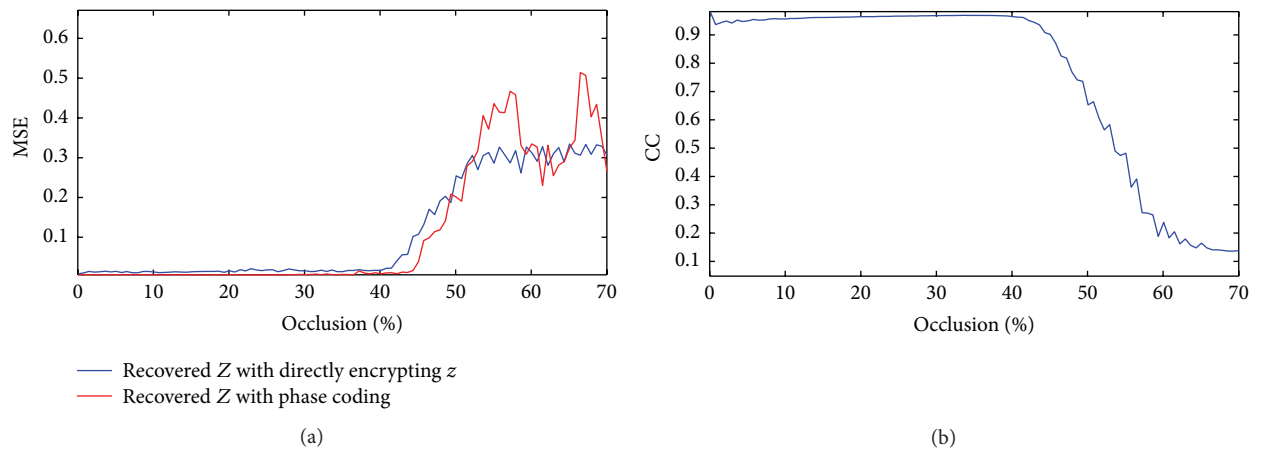 0.6
0.5
0.4
0.3
0.2
0.1
MSE
0 10 20 30 40 50 60 70
Occlusion (%)
Recovered Z with directly encrypting z
Recovered Z with phase coding
(a)
0.9
0.8
0.7
0.6
0.5
0.4
0.3
0.2
0.1
CC
0 10 20 30 40 50 60 70
Occlusion (%)
(b)